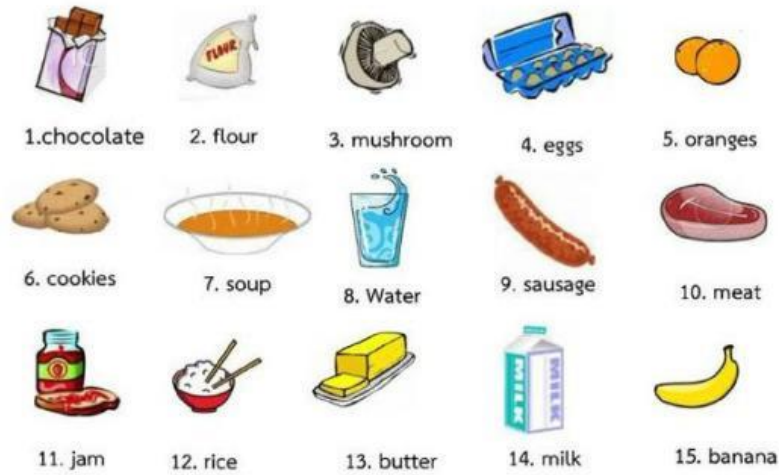 FLOUR
1.chocolate
2. flour
3. mushroom
4. eggs
5. oranges
6. cookies
7. soup
8. Water
9. sausage
10. meat
MILK MILK
11. jam
12. rice
13. butter
14. milk
15. banana